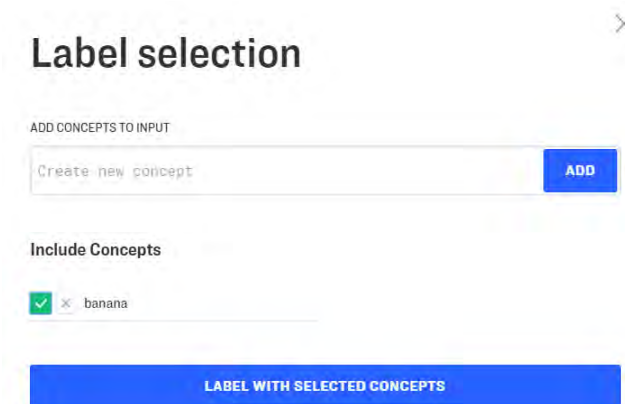 Label selection
ADD CONCEPTS TO INPUT
Create new concept
ADD
Include Concepts
banana
LABEL WITH SELECTED CONCEPTS